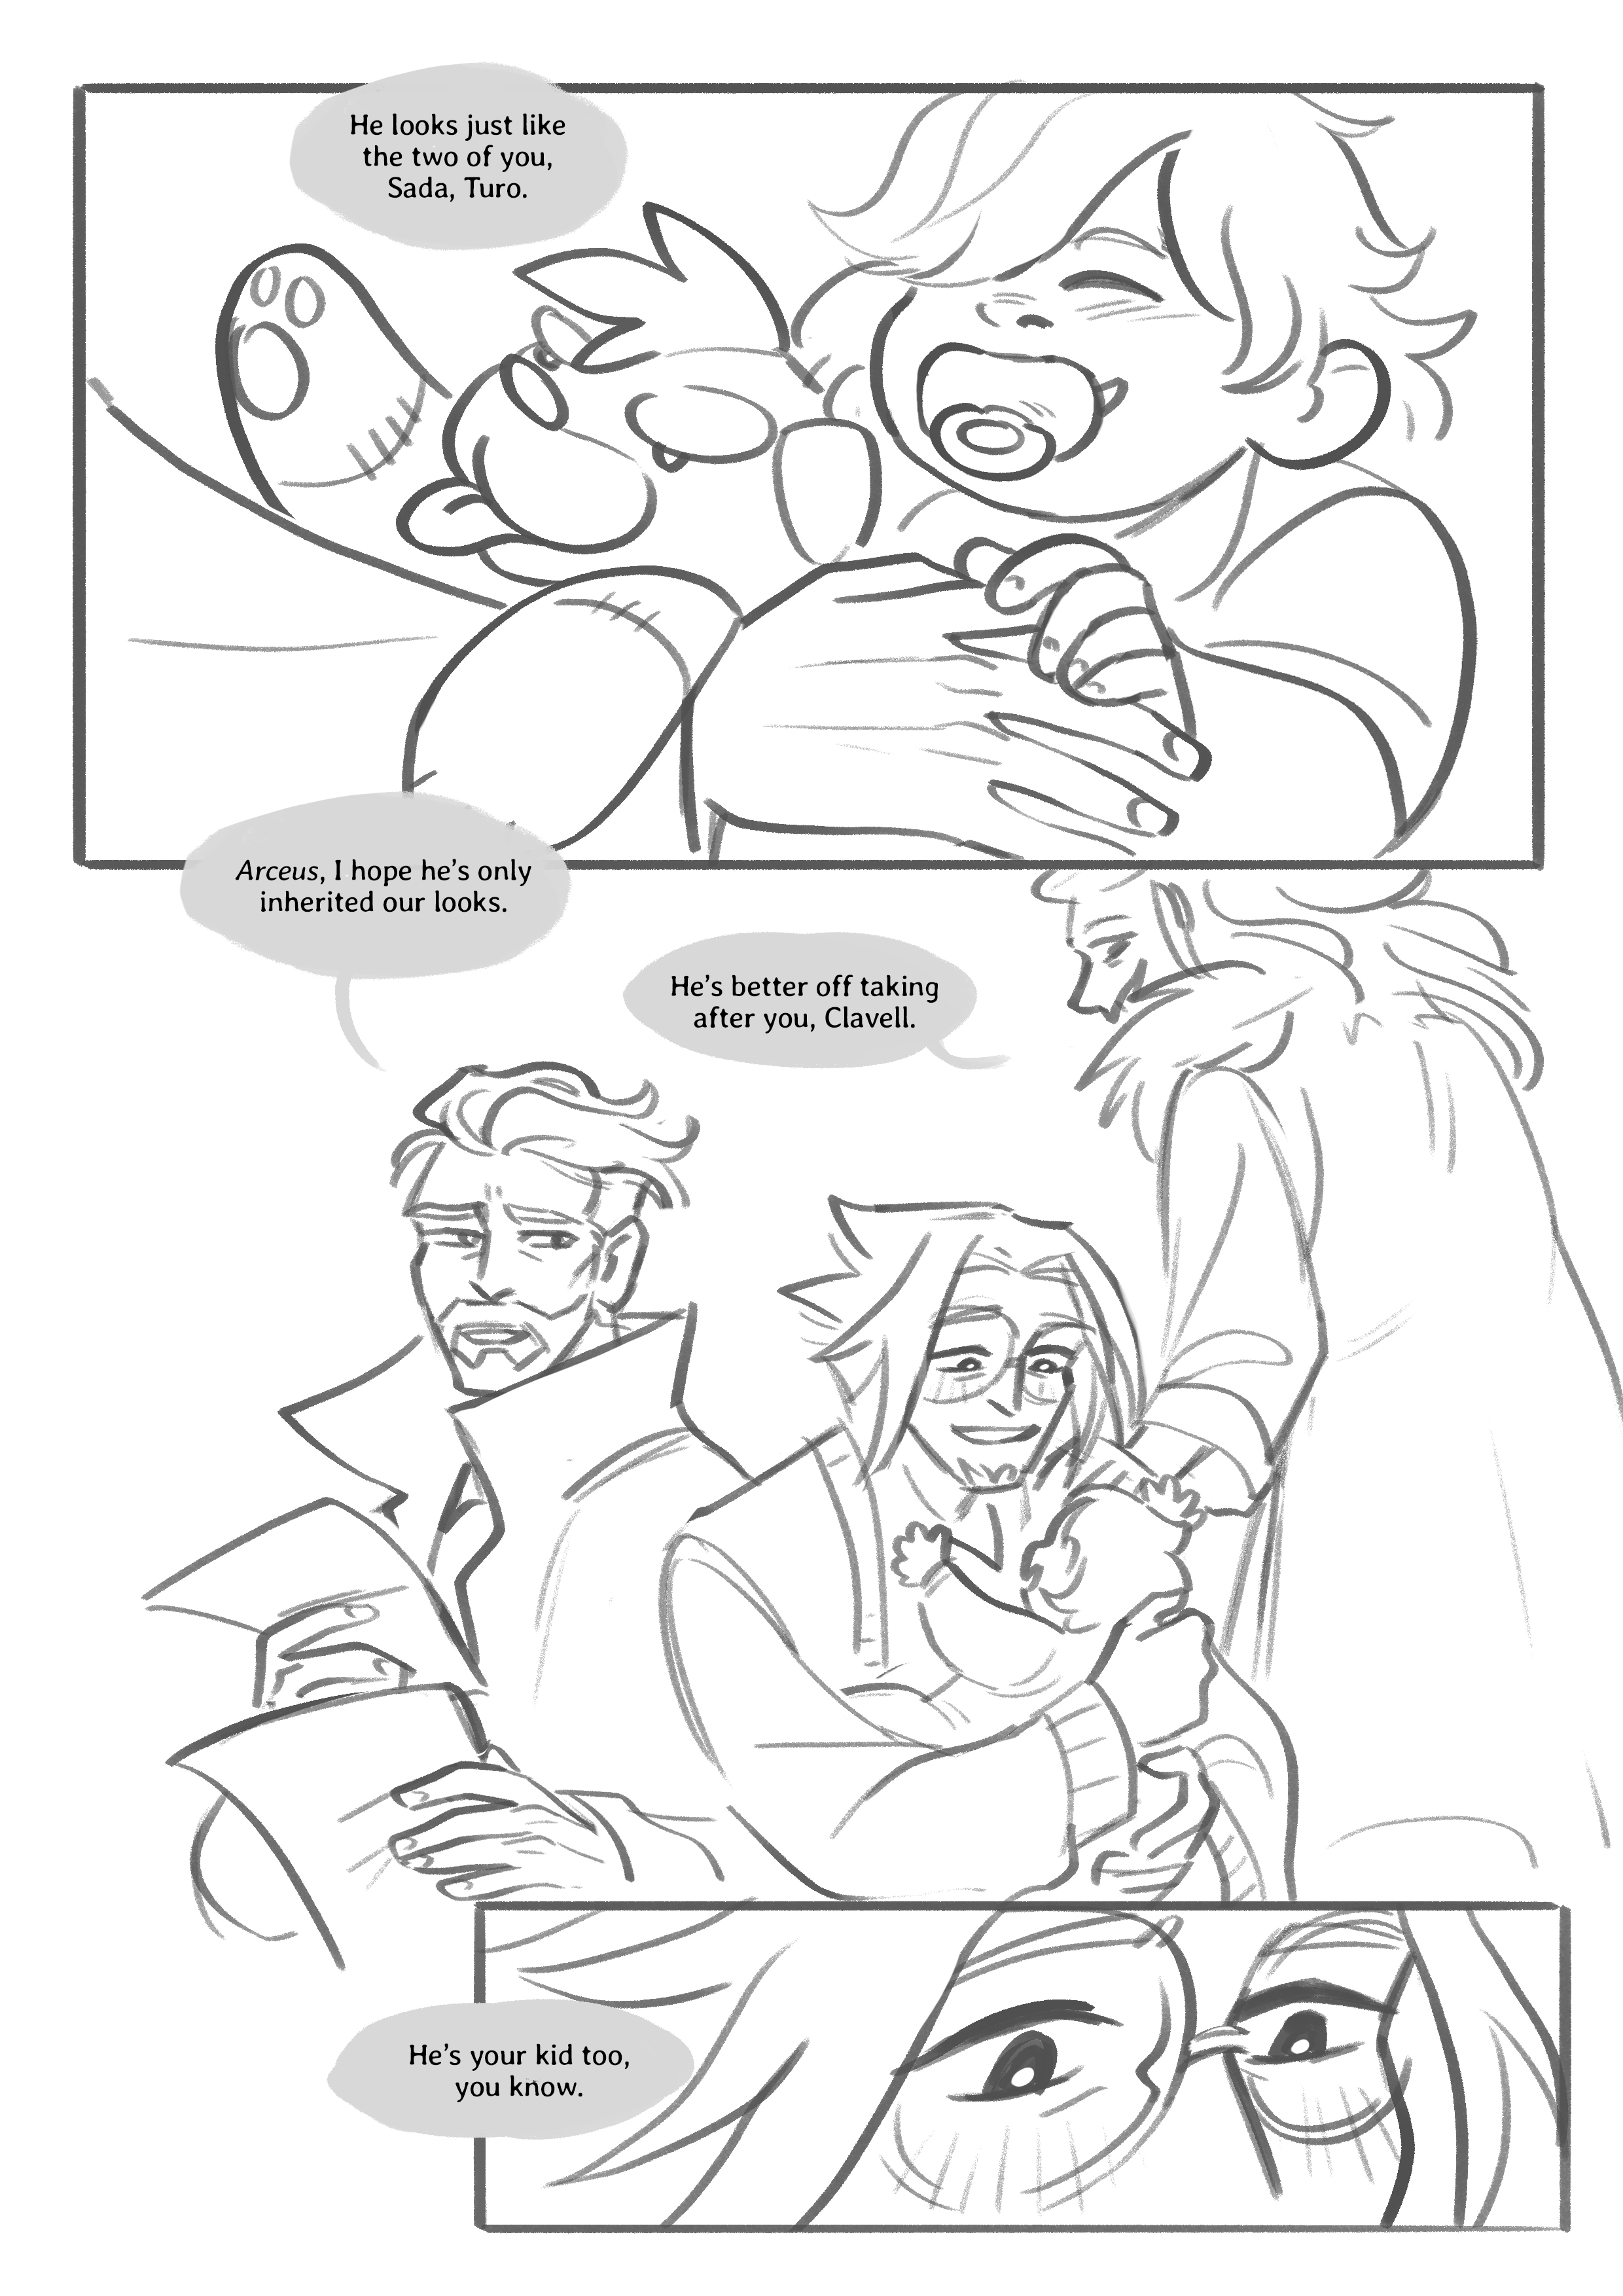 He looks just like
the two of you,
Sada, Turo.
Arceus, I hope he's only
inherited our looks.
He's better off taking
after you, Clavell.
He's your kid too,
you know.